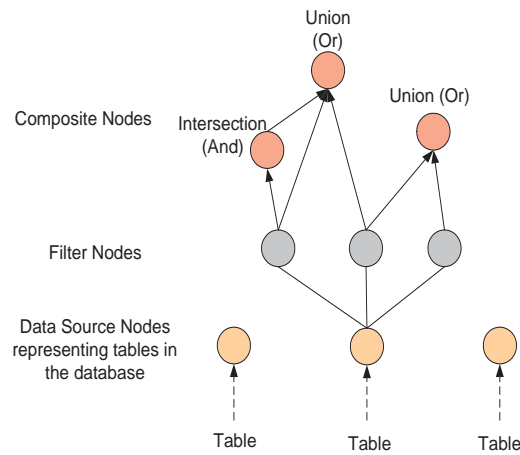 Union
(Or)
Composite Nodes
Union (Or)
Intersection
(And)
Filter Nodes
Data Source Nodes
representing tables in
the database
Table
Table
Table